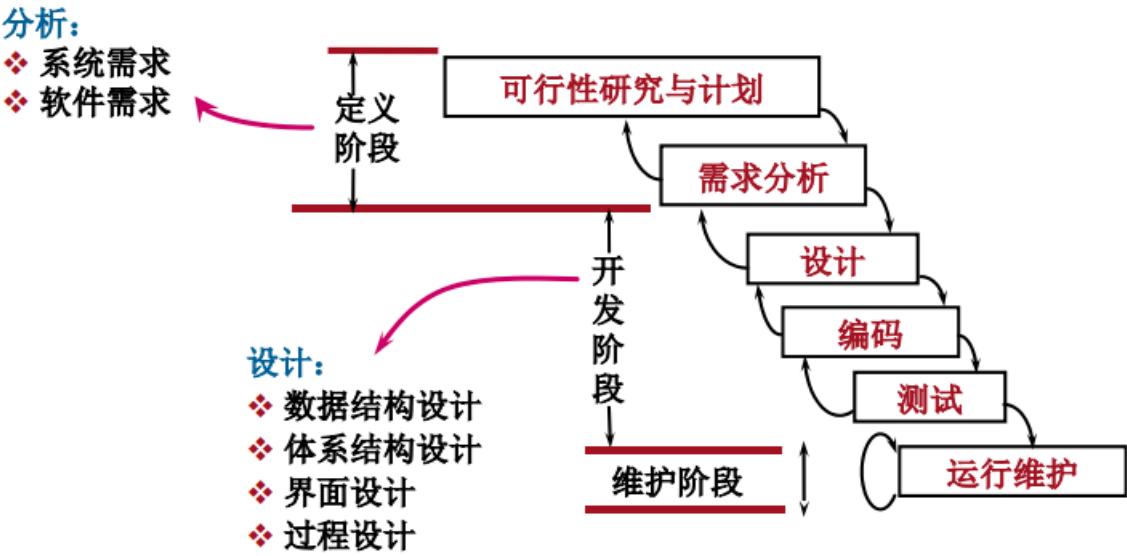 分析：
❖ 系统需求
❖ 软件需求
定义
阶段
可行性研究与计划
需求分析
设计
编码
测试
运行维护
开
发
阶
段
设计：
❖ 数据结构设计
❖ 体系结构设计
❖ 界面设计
❖ 过程设计
维护阶段